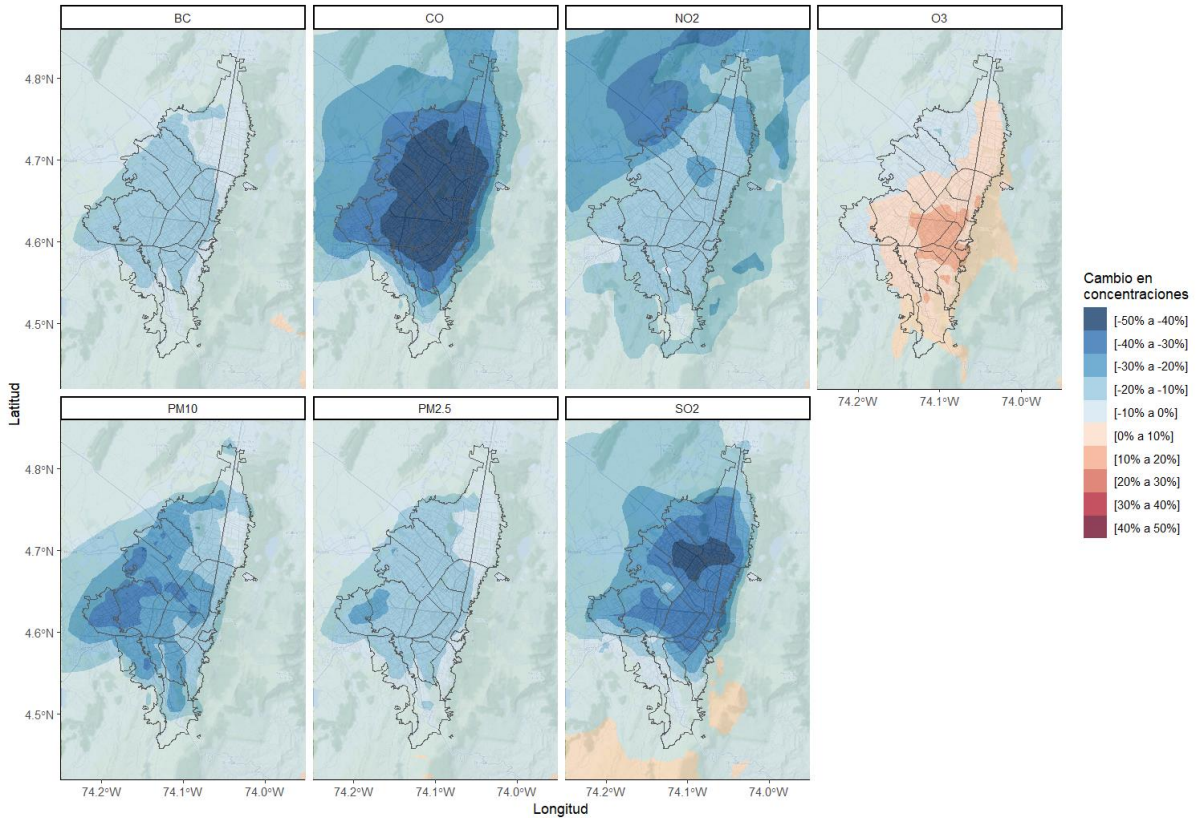 BC
CO
NO2
O3
4.8°N
4.7°N
4.6°N
4.5°N
74.2°W 74.1°W 74.0°W
Latitud
PM10
PM2.5
SO2
4.8°N
4.7°N
4.6°N
4.5°N
74.2°W 74.1°W 74.0°W
74.2°W 74.1°W 74.0°W
74.2°W 74.1°W 74.0°W
Longitud
Cambio en
concentraciones
[-50% a -40%]
[-40% a -30%]
[-30% a -20%]
[-20% a -10%]
[-10% a 0%]
[0% a 10%]
[10% a 20%]
[20% a 30%]
[30% a 40%]
[40% a 50%]